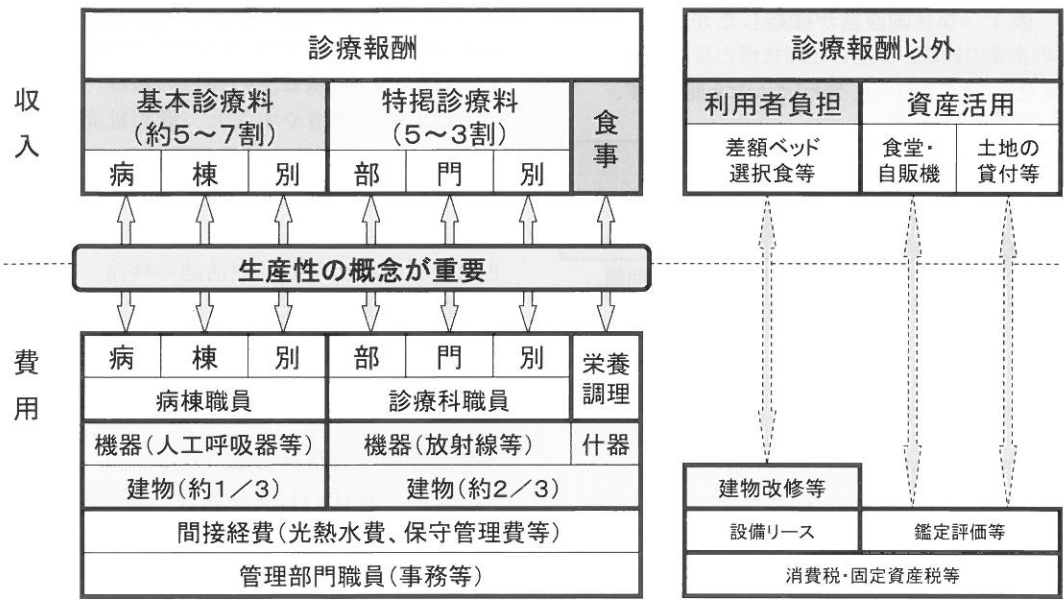 診療報酬
診療報酬以外
収入
基本診療料
(約5～7割)
特掲診療料
(5～3割)
食事
利用者負担
資産活用
病 棟 別
部 門 別
差額ベッド
選択食等
食堂・
自販機
土地の
貸付等
生産性の概念が重要
費用
病 棟 別
部 門 別
栄養
調理
病棟職員
診療科職員
機器(人工呼吸器等)
機器(放射線等)
什器
建物(約1／3)
建物(約2／3)
建物改修等
間接経費(光熱水費、保守管理費等)
設備リース
鑑定評価等
管理部門職員(事務等)
消費税・固定資産税等